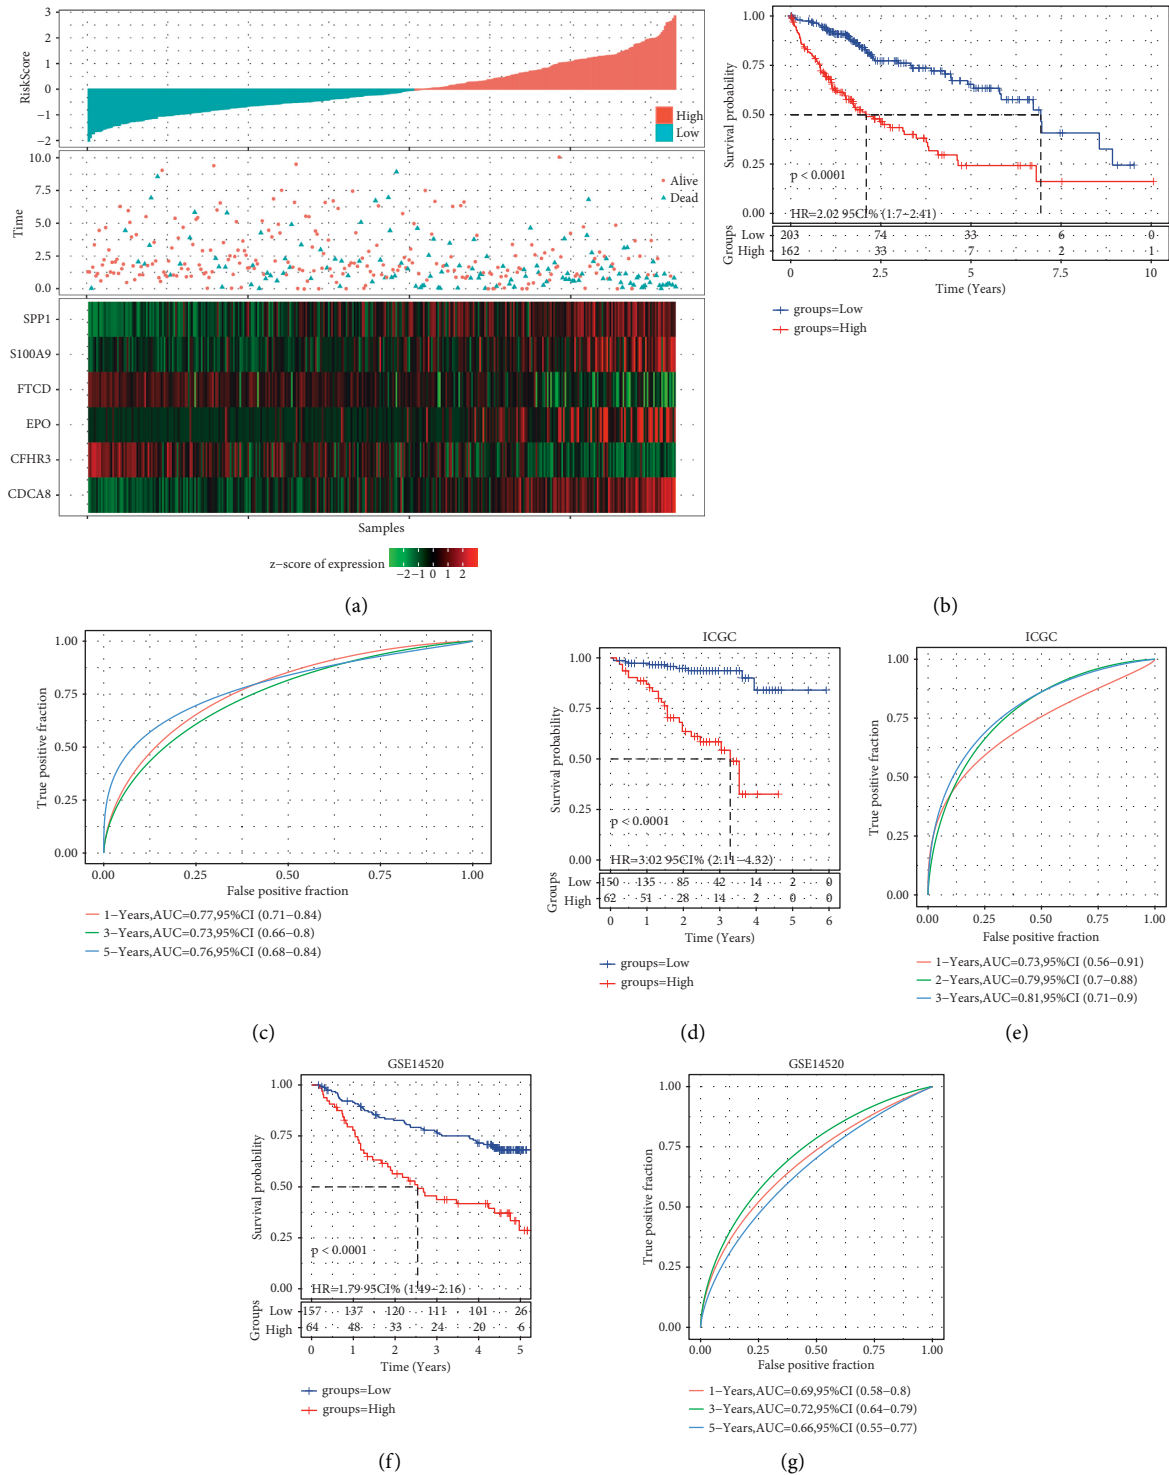 3
2
1
0
−1
−2
RiskScore
High
Low
10.0
7.5
5.0
2.5
0.0
Time
Alive
Dead
SPP1
S100A9
FTCD
EPO
CFHR3
CDCA8
Samples
z−score of expression
−2 −1 0 1 2
(a)
1.00
0.75
0.50
0.25
0.00
Survival probability
p < 0.0001
HR=2.02 95CI% (1.7−2.41)
Groups
Low 203 74 33 6 0
High 162 33 7 2 1
0 2.5 5 7.5 10
Time (Years)
groups=Low
groups=High
(b)
1.00
0.75
0.50
0.25
0.00
True positive fraction
0.00 0.25 0.50 0.75 1.00
False positive fraction
1−Years,AUC=0.77,95%CI (0.71−0.84)
3−Years,AUC=0.73,95%CI (0.66−0.8)
5−Years,AUC=0.76,95%CI (0.68−0.84)
(c)
ICGC
1.00
0.75
0.50
0.25
0.00
Survival probability
p < 0.0001
HR=3.02 95CI% (2.11−4.32)
Groups
Low 150 135 85 42 14 2 0
High 62 51 28 14 2 0 0
0 1 2 3 4 5 6
Time (Years)
groups=Low
groups=High
(d)
ICGC
1.00
0.75
0.50
0.25
0.00
True positive fraction
0.00 0.25 0.50 0.75 1.00
False positive fraction
1−Years,AUC=0.73,95%CI (0.56−0.91)
2−Years,AUC=0.79,95%CI (0.7−0.88)
3−Years,AUC=0.81,95%CI (0.71−0.9)
(e)
GSE14520
1.00
0.75
0.50
0.25
0.00
Survival probability
p < 0.0001
HR=1.79 95CI% (1.49−2.16)
Groups
Low 157 137 120 111 101 26
High 64 48 33 24 20 6
0 1 2 3 4 5
Time (Years)
groups=Low
groups=High
(f)
GSE14520
1.00
0.75
0.50
0.25
0.00
True positive fraction
0.00 0.25 0.50 0.75 1.00
False positive fraction
1−Years,AUC=0.69,95%CI (0.58−0.8)
3−Years,AUC=0.72,95%CI (0.64−0.79)
5−Years,AUC=0.66,95%CI (0.55−0.77)
(g)